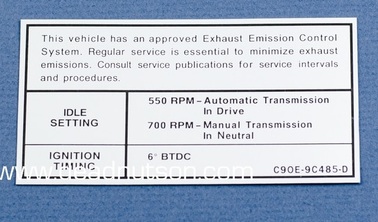 This vehicle has an approved Exhaust Emission Control
System. Regular service is essential to minimize exhaust
emissions. Consult service publications for service intervals
and procedures.
IDLE
SETTING
550 RPM – Automatic Transmission
In Drive
700 RPM – Manual Transmission
In Neutral
IGNITION
TIMING
6° BTDC
C9OE-9C485-D